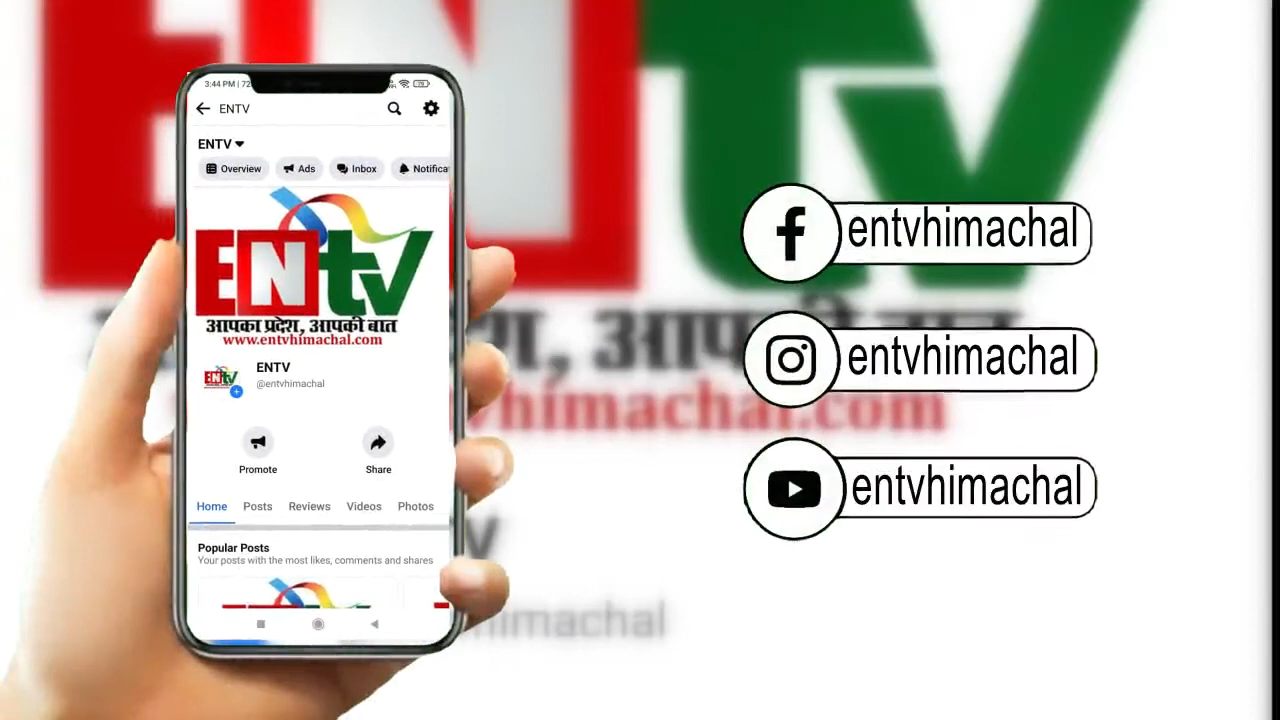 3:44 PM | 72
ENTV
ENTV
Overview
Ads
Inbox
Notifica
ENtv
आपका प्रदेश, आपकी बात
www.entvhimachal.com
ENTV
@entvhimachal
Promote
Share
Home Posts Reviews Videos Photos
Popular Posts
Your posts with the most likes, comments and shares
entvhimachal
entvhimachal
entvhimachal